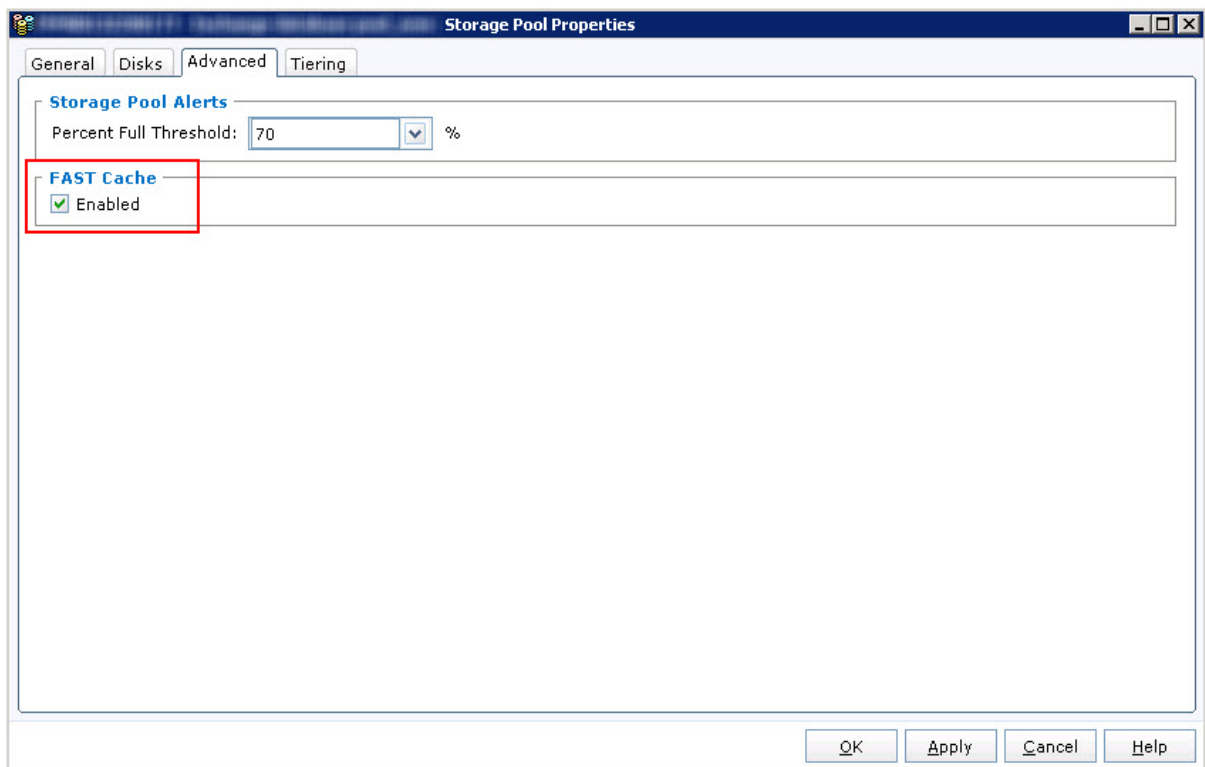 Storage Pool Properties
General Disks Advanced Tiering
Storage Pool Alerts
Percent Full Threshold: 70 %
FAST Cache
Enabled
OK Apply Cancel Help